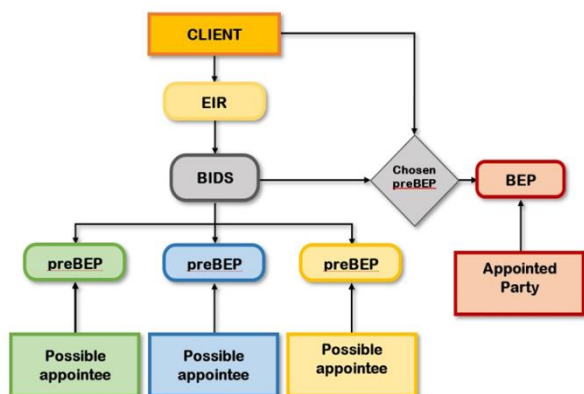 CLIENT
EIR
BIDS
Chosen
preBEP
BEP
preBEP
preBEP
preBEP
Appointed
Party
Possible
appointee
Possible
appointee
Possible
appointee